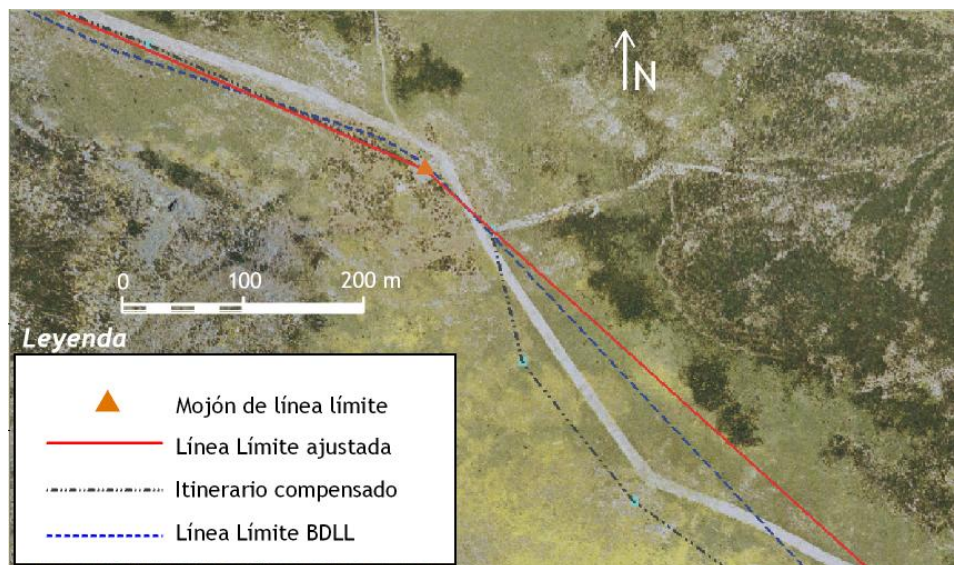 N
0 100 200 m
Leyenda
Mojón de línea límite
Línea Límite ajustada
Itinerario compensado
Línea Límite BDLL